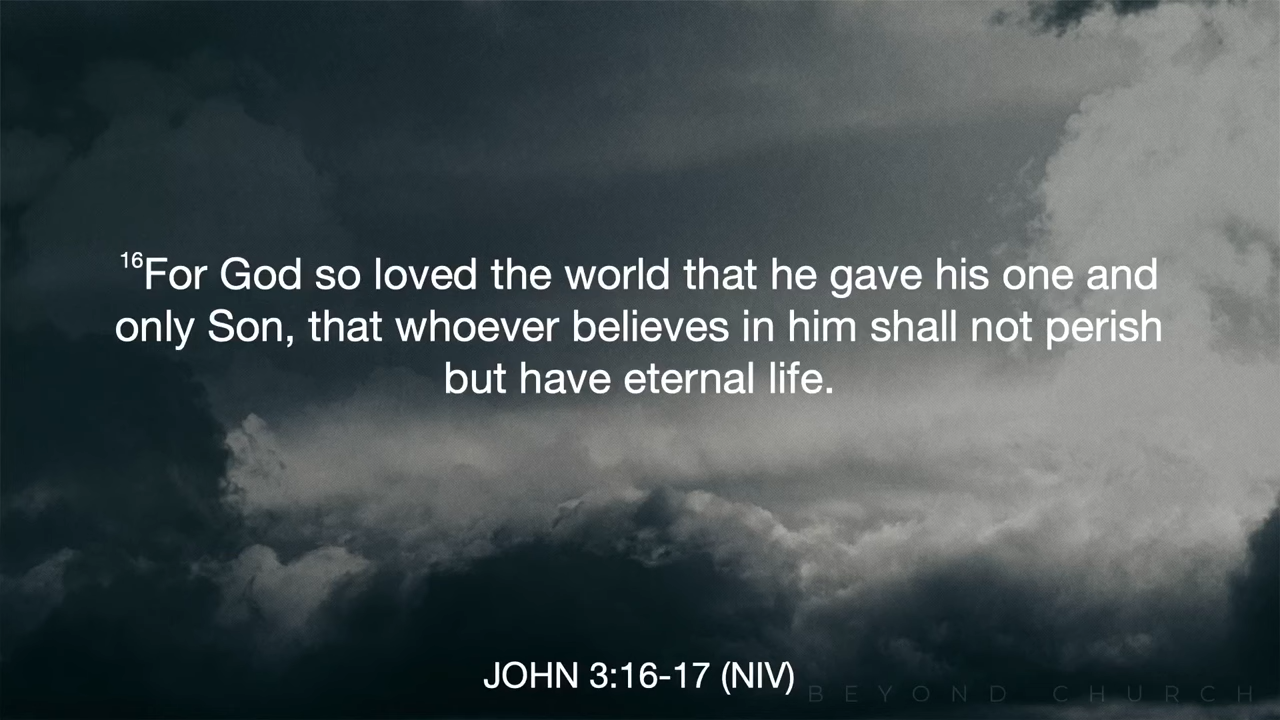 16For God so loved the world that he gave his one and
only Son, that whoever believes in him shall not perish
but have eternal life.
JOHN 3:16-17 (NIV)
BEYOND CHURCH